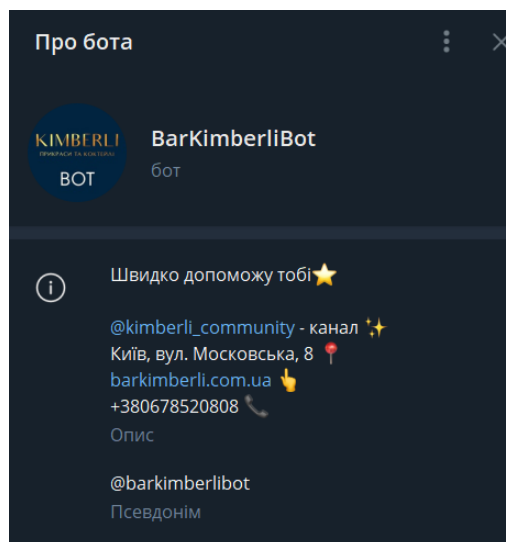 Про бота
KIMBERLI
ПРИКРАСИ ТА КОКТЕЙЛІ
BOT
BarKimberliBot
бот
Швидко допоможу тобі⭐
@kimberli_community - канал ✨
Київ, вул. Московська, 8 📍
barkimberli.com.ua 👆
+380678520808 📞
Опис
@barkimberlibot
Псевдонім